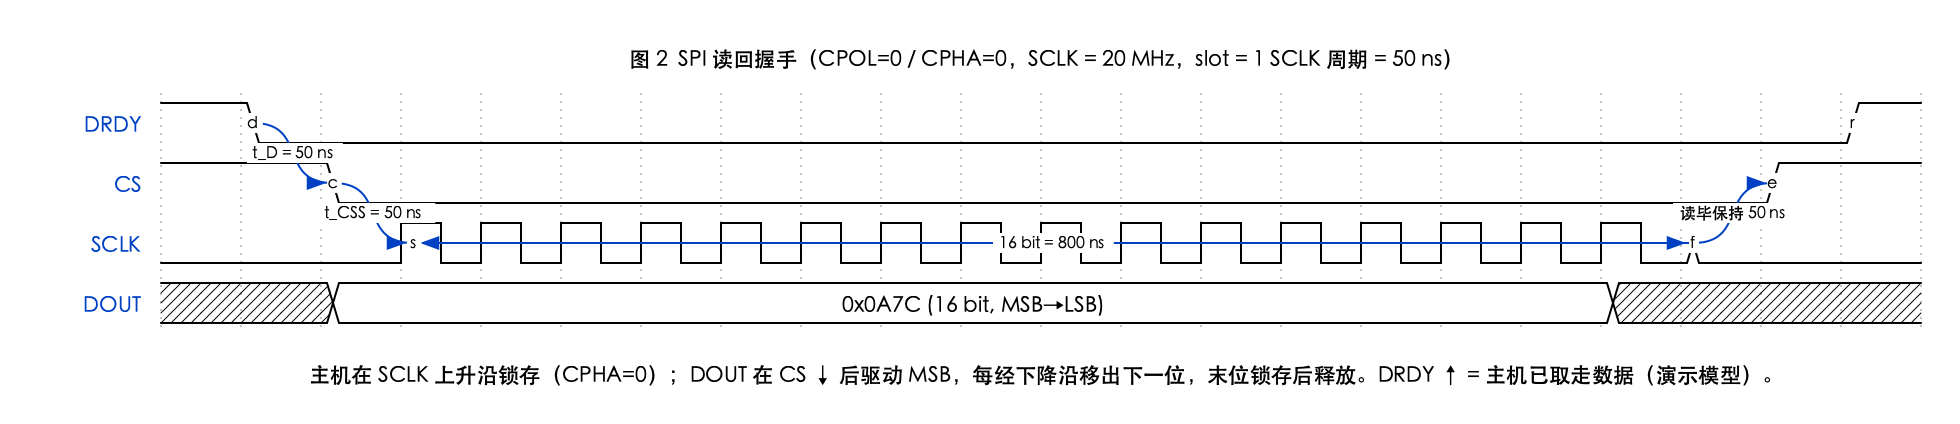 图 2 SPI 读回握手（CPOL=0 / CPHA=0，SCLK = 20 MHz，slot = 1 SCLK 周期 = 50 ns）
DRDY
d
r
t_D = 50 ns
CS
c
e
t_CSS = 50 ns
读毕保持 50 ns
SCLK
s
16 bit = 800 ns
f
DOUT
0x0A7C (16 bit, MSB→LSB)
主机在 SCLK 上升沿锁存（CPHA=0）；DOUT 在 CS ↓ 后驱动 MSB，每经下降沿移出下一位，末位锁存后释放。DRDY ↑ = 主机已取走数据（演示模型）。